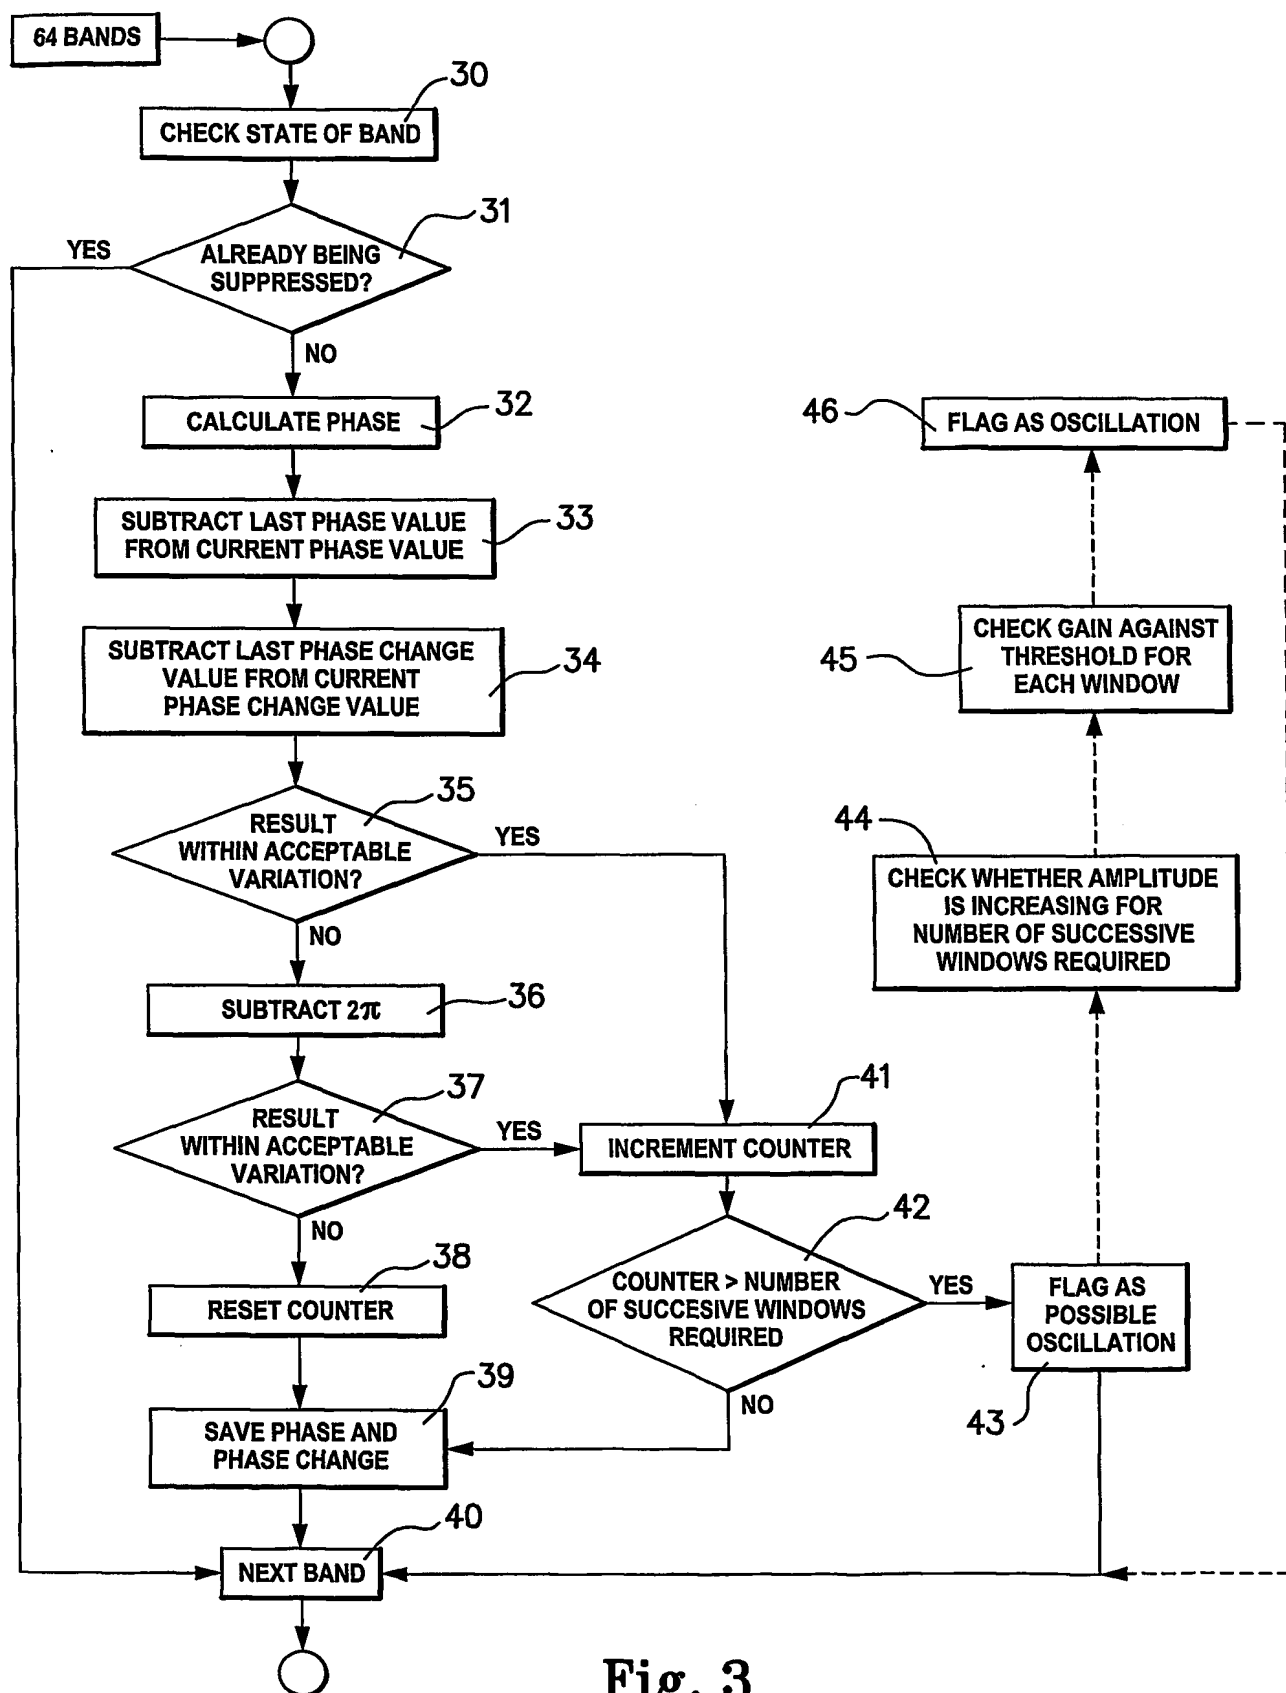 64 BANDS
30
CHECK STATE OF BAND
31
YES
ALREADY BEING
SUPPRESSED?
NO
32
CALCULATE PHASE
46
FLAG AS OSCILLATION
33
SUBTRACT LAST PHASE VALUE
FROM CURRENT PHASE VALUE
34
SUBTRACT LAST PHASE CHANGE
VALUE FROM CURRENT
PHASE CHANGE VALUE
45
CHECK GAIN AGAINST
THRESHOLD FOR
EACH WINDOW
35
RESULT
WITHIN ACCEPTABLE
VARIATION?
YES
NO
44
CHECK WHETHER AMPLITUDE
IS INCREASING FOR
NUMBER OF SUCCESSIVE
WINDOWS REQUIRED
36
SUBTRACT 2π
37
RESULT
WITHIN ACCEPTABLE
VARIATION?
YES
NO
41
INCREMENT COUNTER
42
COUNTER > NUMBER
OF SUCCESIVE WINDOWS
REQUIRED
YES
NO
FLAG AS
POSSIBLE
OSCILLATION
43
38
RESET COUNTER
39
SAVE PHASE AND
PHASE CHANGE
40
NEXT BAND
Fig. 3